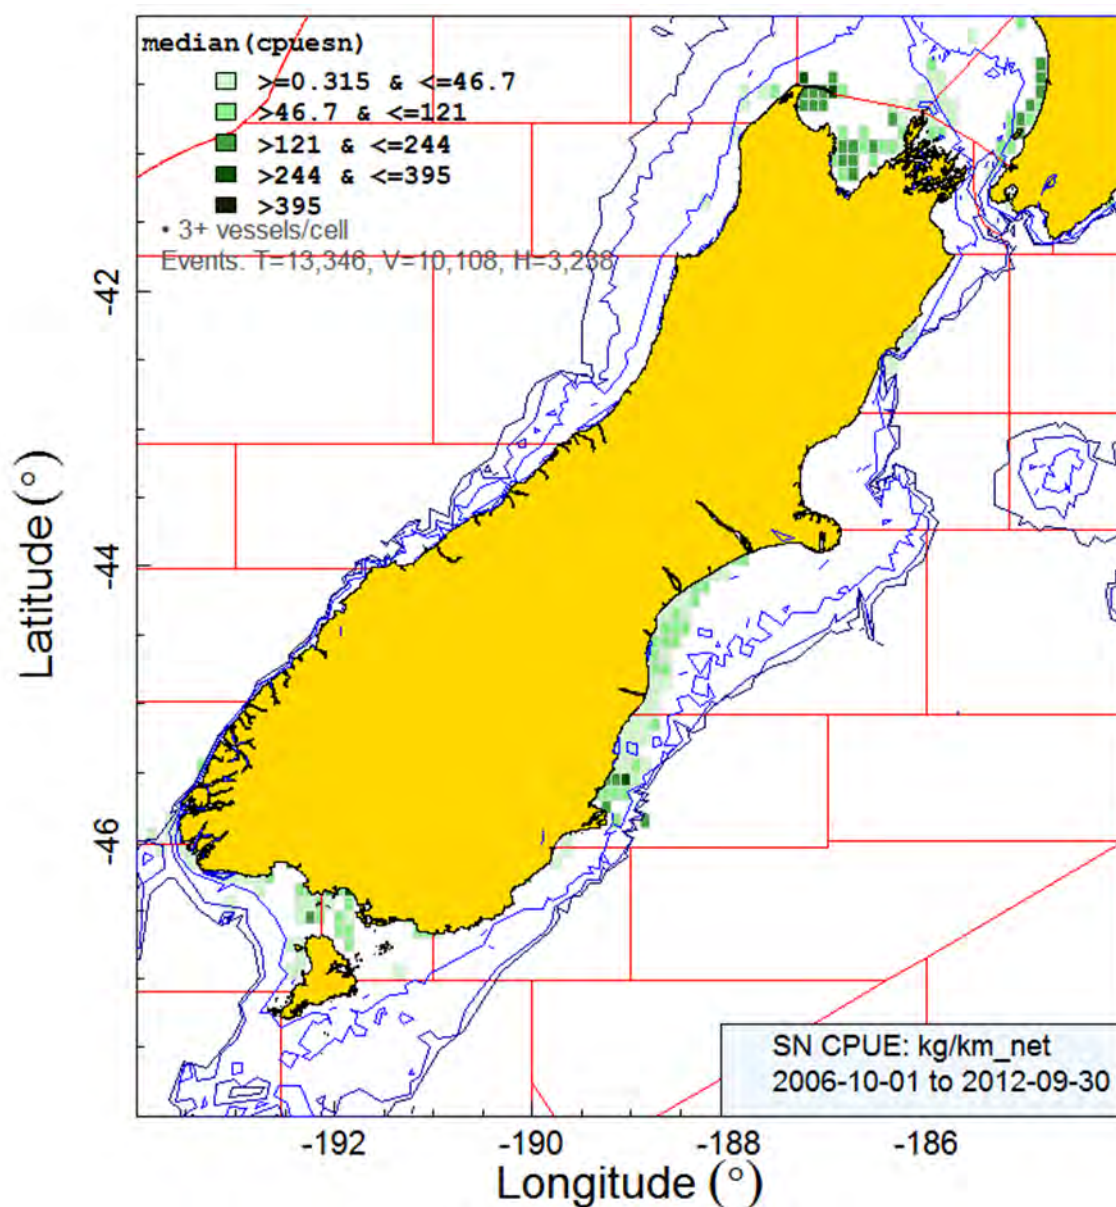 median(cpuesn)
>=0.315 & <=46.7
>46.7 & <=121
>121 & <=244
>244 & <=395
>395
• 3+ vessels/cell
Events. T=13,346, V=10,108, H=3,238
-42
-44
-46
Latitude (°)
SN CPUE: kg/km_net
2006-10-01 to 2012-09-30
-192 -190 -188 -186
Longitude (°)